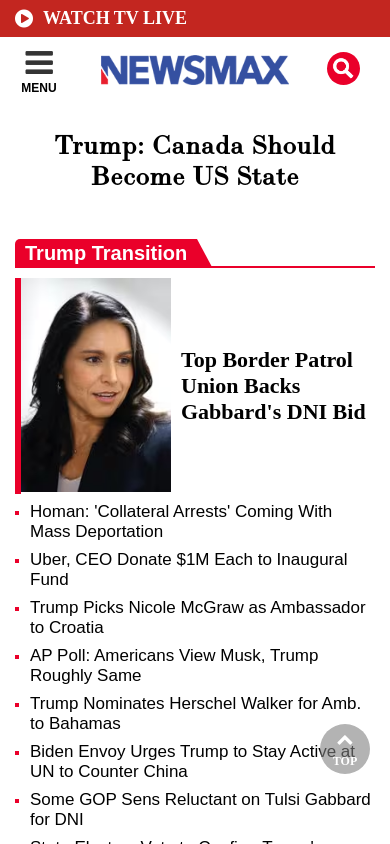 WATCH TV LIVE
MENU
NEWSMAX
Trump: Canada Should
Become US State
Trump Transition
Top Border Patrol
Union Backs
Gabbard's DNI Bid
Homan: 'Collateral Arrests' Coming With
Mass Deportation
Uber, CEO Donate $1M Each to Inaugural
Fund
Trump Picks Nicole McGraw as Ambassador
to Croatia
AP Poll: Americans View Musk, Trump
Roughly Same
Trump Nominates Herschel Walker for Amb.
to Bahamas
Biden Envoy Urges Trump to Stay Active at
UN to Counter China
TOP
Some GOP Sens Reluctant on Tulsi Gabbard
for DNI